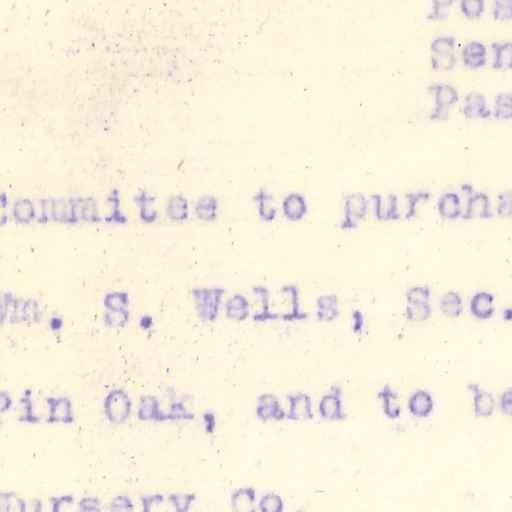 Pos
Sen
Pas
Commitee to purcha
Wm. S. Wells, Sec.
Pin Oak, and to be
Nursery Co.